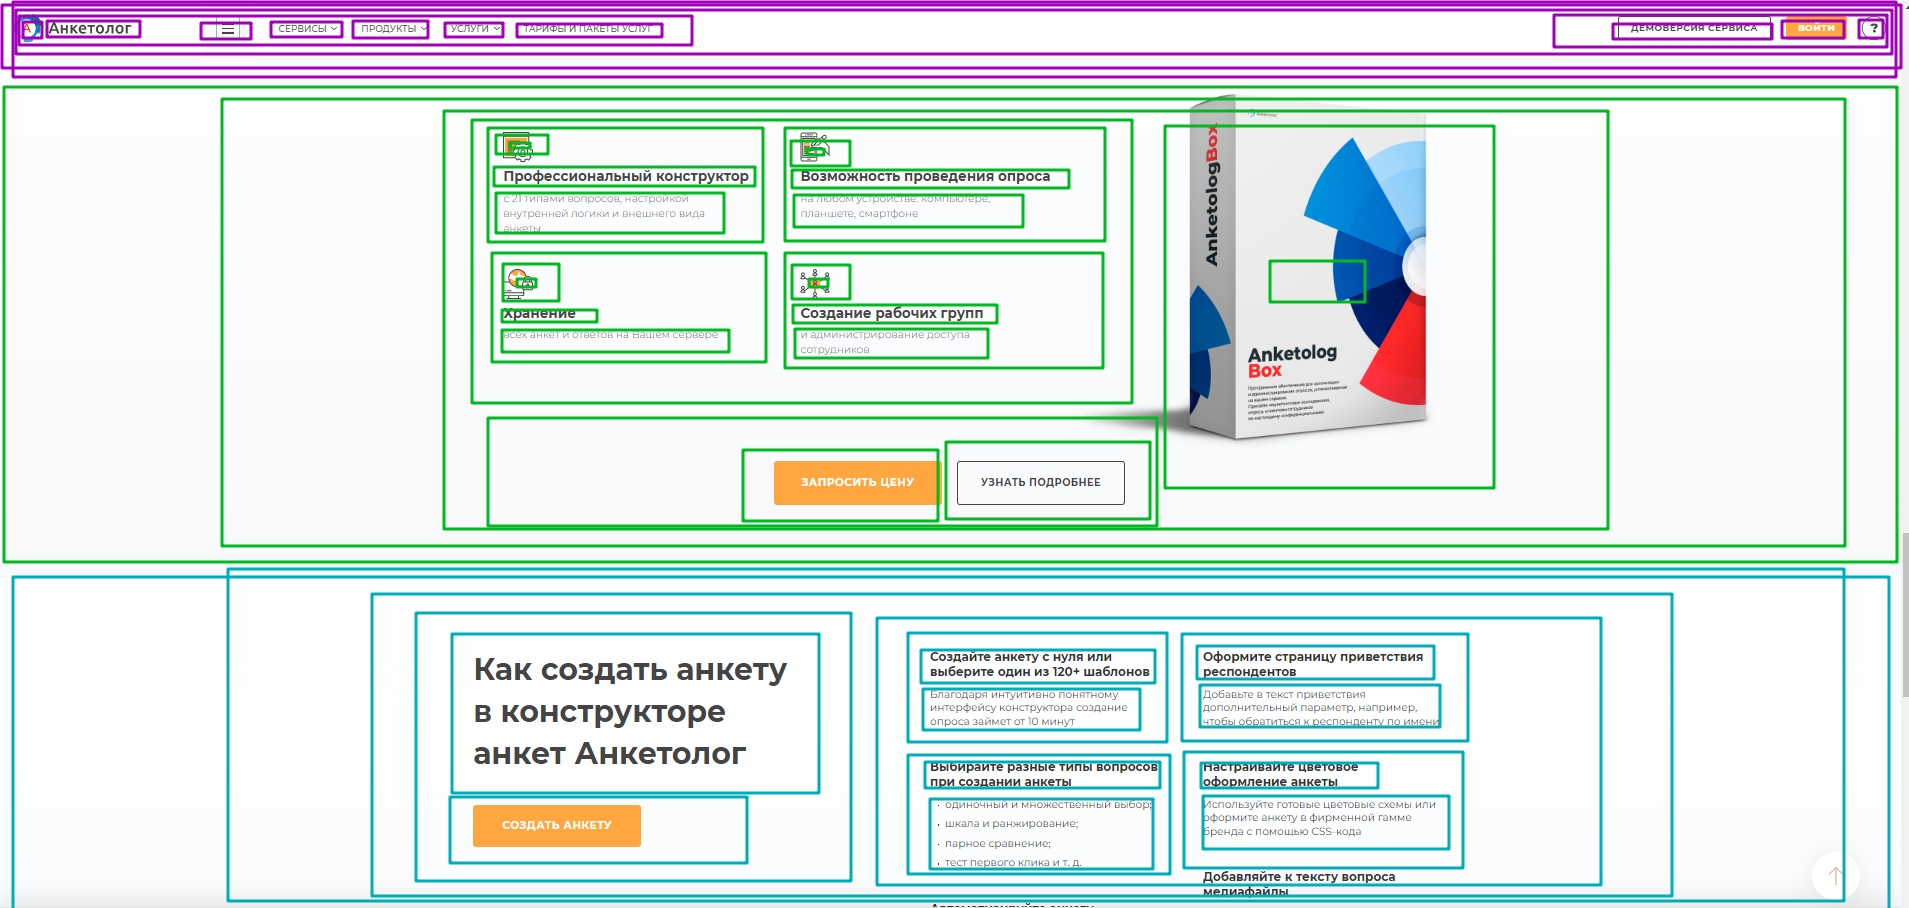 Анкетолог
СЕРВИСЫ
ПРОДУКТЫ
УСЛУГИ
ТАРИФЫ И ПАКЕТЫ УСЛУГ
ДЕМОВЕРСИЯ СЕРВИСА
ВОЙТИ
?
Профессиональный конструктор
с 21 типами вопросов, настройкой
внутренней логики и внешнего вида
анкеты
Возможность проведения опроса
на любом устройстве: компьютере,
планшете, смартфоне
Хранение
всех анкет и ответов на Вашем сервере
Создание рабочих групп
и администрирование доступа
сотрудников
AnketologBox
Anketolog
Box
ЗАПРОСИТЬ ЦЕНУ
УЗНАТЬ ПОДРОБНЕЕ
Как создать анкету
в конструкторе
анкет Анкетолог
СОЗДАТЬ АНКЕТУ
Создайте анкету с нуля или
выберите один из 120+ шаблонов
Благодаря интуитивно понятному
интерфейсу конструктора создание
опроса займет от 10 минут
Оформите страницу приветствия
респондентов
Добавьте в текст приветствия
дополнительный параметр, например,
чтобы обратиться к респонденту по имени
Выбирайте разные типы вопросов
при создании анкеты
· одиночный и множественный выбор;
· шкала и ранжирование;
· парное сравнение;
· тест первого клика и т. д.
Настраивайте цветовое
оформление анкеты
Используйте готовые цветовые схемы или
оформите анкету в фирменной гамме
бренда с помощью CSS-кода
Добавляйте к тексту вопроса
медиафайлы